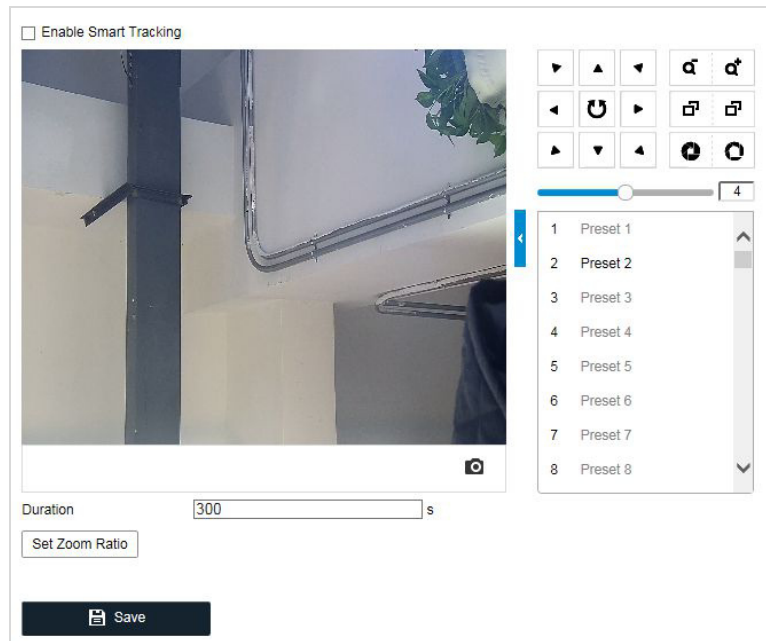 Enable Smart Tracking
4
1 Preset 1
2 Preset 2
3 Preset 3
4 Preset 4
5 Preset 5
6 Preset 6
7 Preset 7
8 Preset 8
Duration 300 s
Set Zoom Ratio
Save